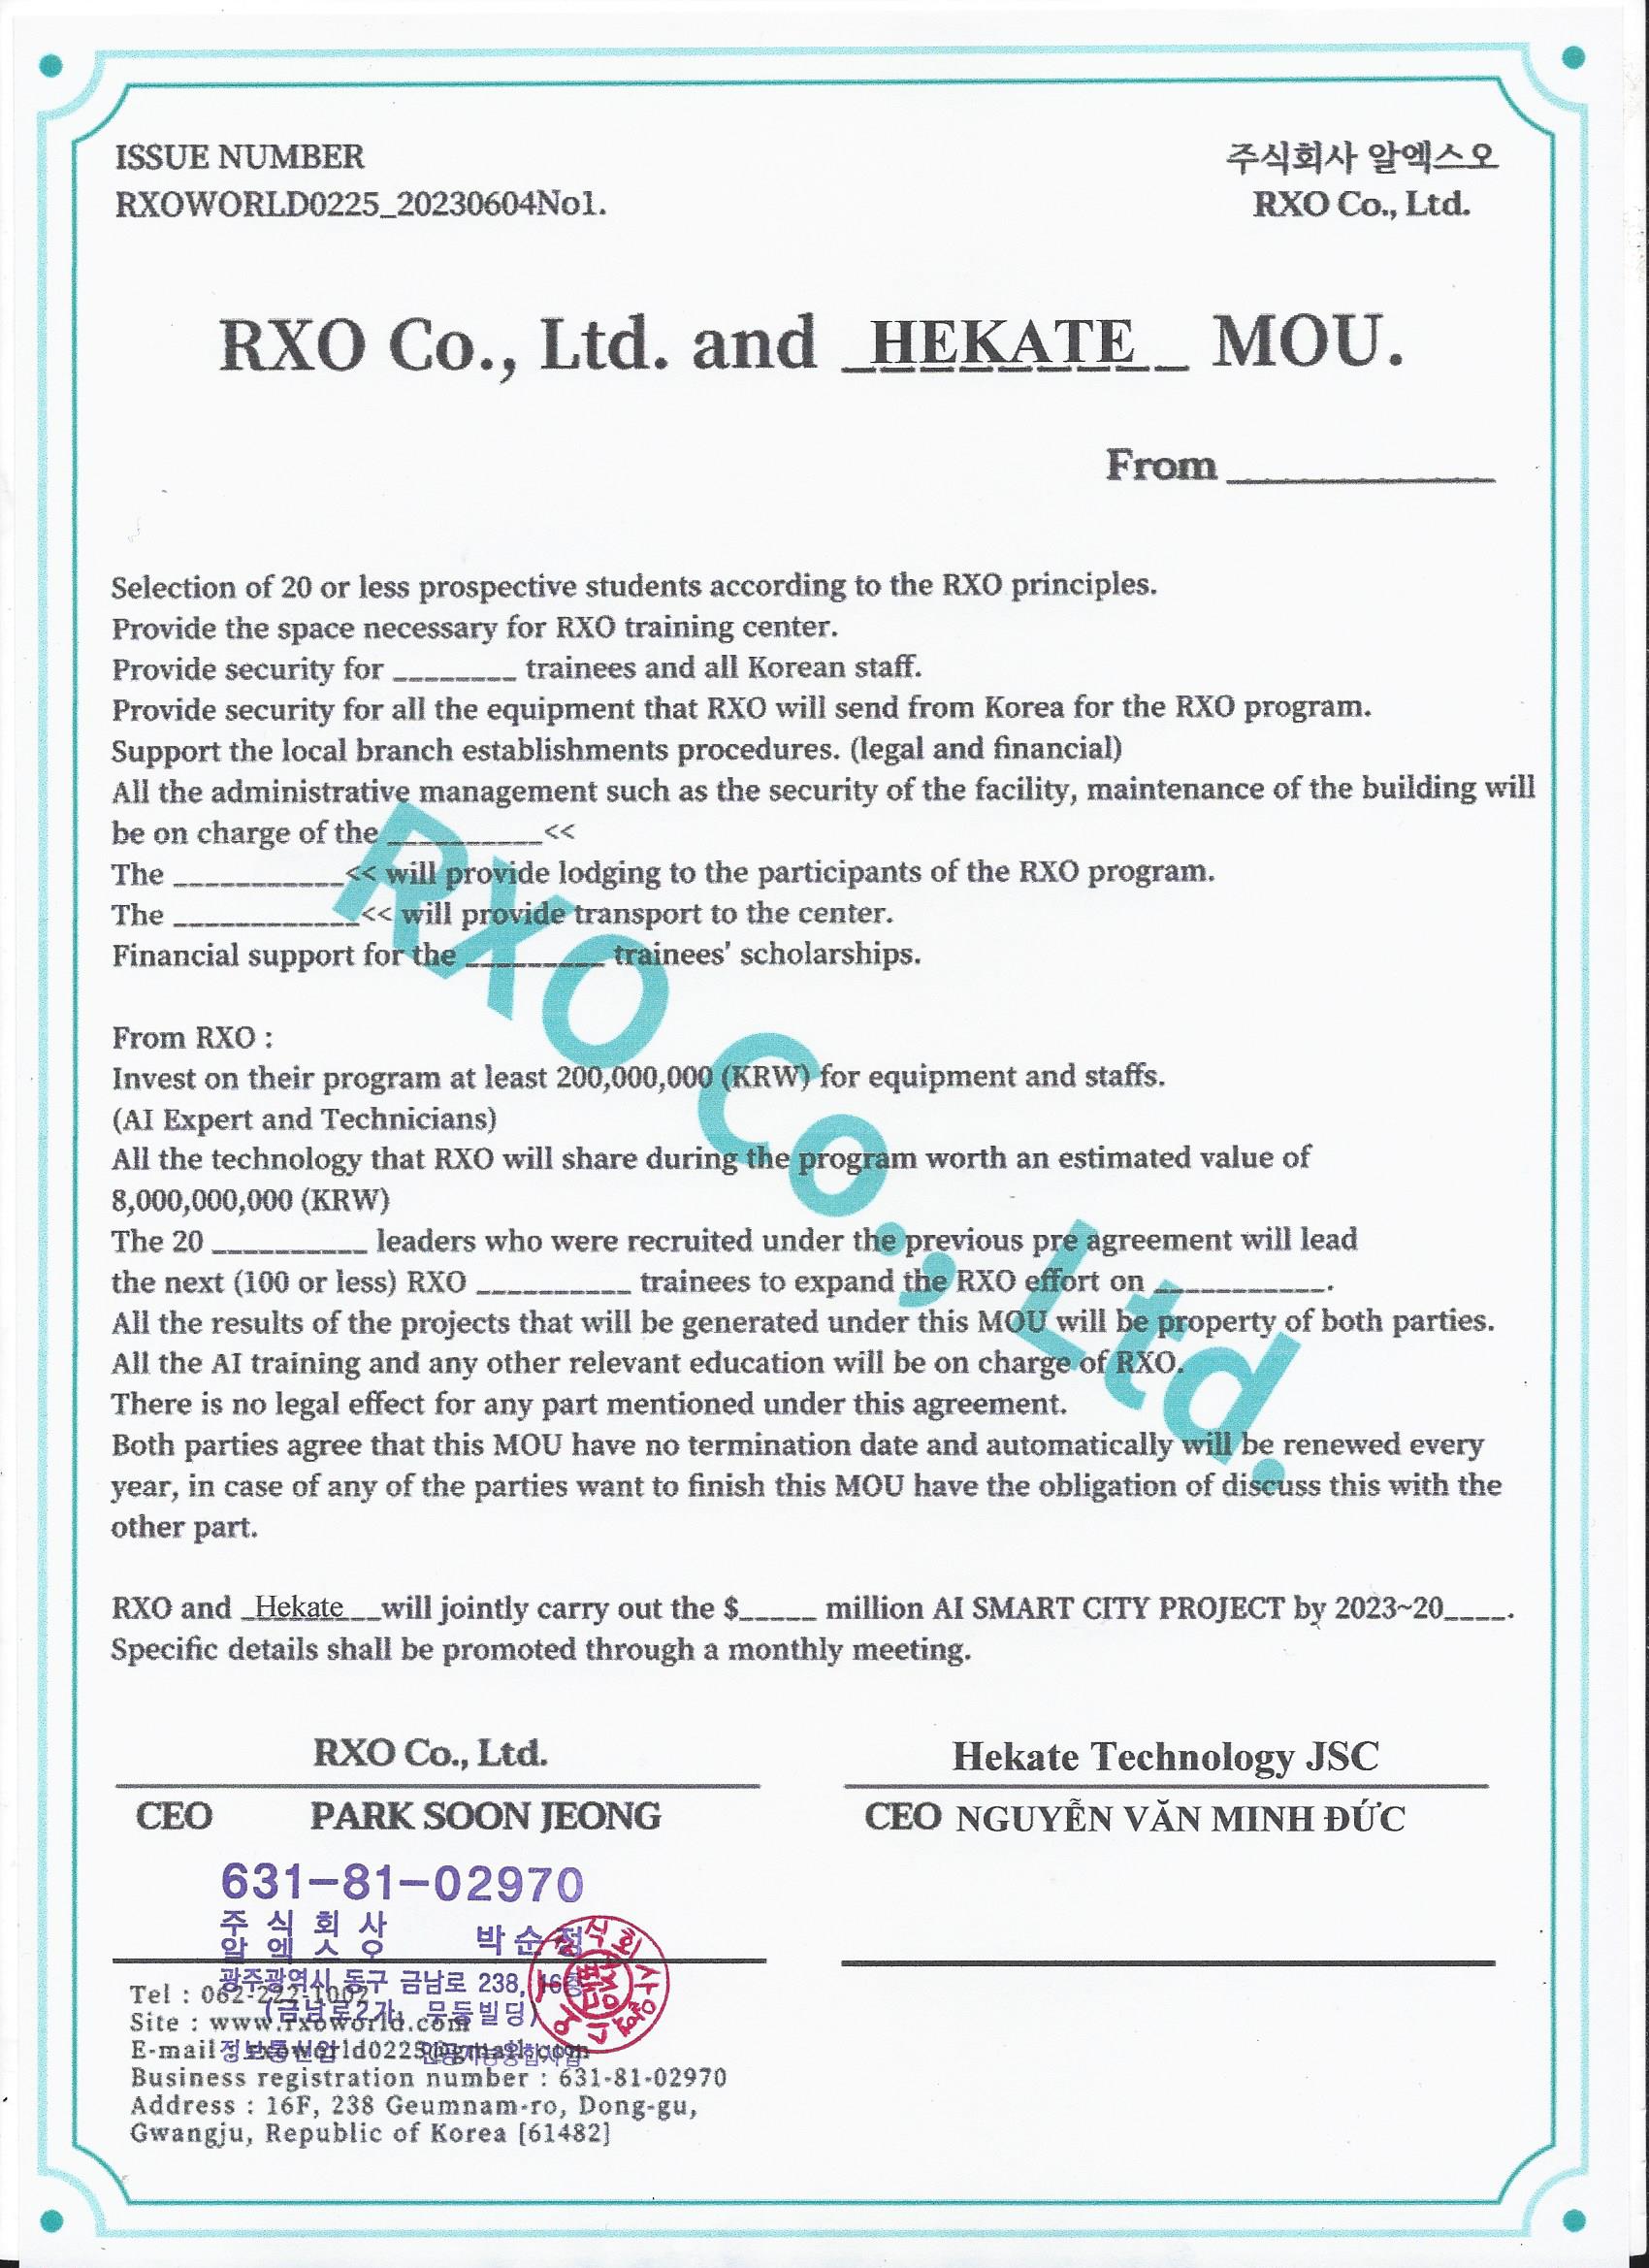 ISSUE NUMBER
주식회사 알엑스오
RXOWORLD0225_20230604No1.
RXO Co., Ltd.
RXO Co., Ltd. and _HEKATE_ MOU.
From ____________
Selection of 20 or less prospective students according to the RXO principles.
Provide the space necessary for RXO training center.
Provide security for ________ trainees and all Korean staff.
Provide security for all the equipment that RXO will send from Korea for the RXO program.
Support the local branch establishments procedures. (legal and financial)
All the administrative management such as the security of the facility, maintenance of the building will
be on charge of the __________<<
The ___________<< will provide lodging to the participants of the RXO program.
The ____________<< will provide transport to the center.
Financial support for the _________ trainees' scholarships.
From RXO :
Invest on their program at least 200,000,000 (KRW) for equipment and staffs.
(AI Expert and Technicians)
All the technology that RXO will share during the program worth an estimated value of
8,000,000,000 (KRW)
The 20 __________ leaders who were recruited under the previous pre agreement will lead
the next (100 or less) RXO __________ trainees to expand the RXO effort on ___________.
All the results of the projects that will be generated under this MOU will be property of both parties.
All the AI training and any other relevant education will be on charge of RXO.
There is no legal effect for any part mentioned under this agreement.
Both parties agree that this MOU have no termination date and automatically will be renewed every
year, in case of any of the parties want to finish this MOU have the obligation of discuss this with the
other part.
RXO and _Hekate__will jointly carry out the $_____ million AI SMART CITY PROJECT by 2023~20____.
Specific details shall be promoted through a monthly meeting.
RXO Co., Ltd.
RXO Co., Ltd.
CEO PARK SOON JEONG
Hekate Technology JSC
CEO NGUYỄN VĂN MINH ĐỨC
631-81-02970
주식회사
알엑스오 박순정
광주광역시 동구 금남로 238, 16층
(금남로2가, 무등빌딩)
Tel : 062-222-1002
Site : www.rxoworld.com
E-mail : rxoworld0225@gmail.com
Business registration number : 631-81-02970
Address : 16F, 238 Geumnam-ro, Dong-gu,
Gwangju, Republic of Korea [61482]